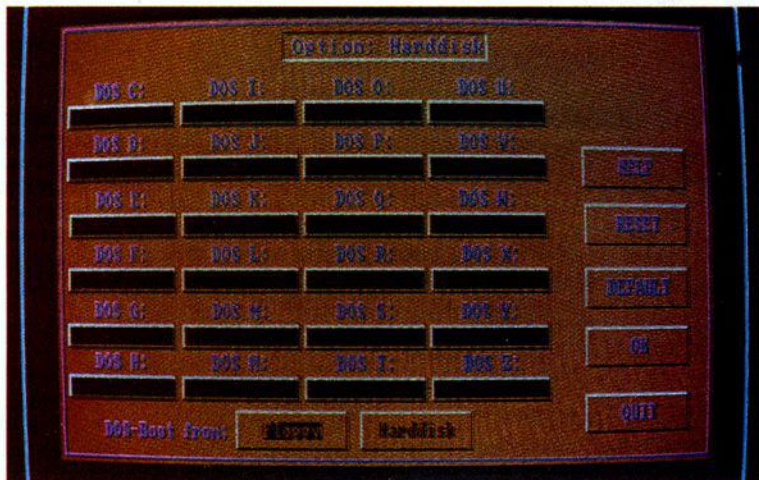 Option: Harddisk
DOS C: DOS I: DOS O: DOS U:
DOS D: DOS J: DOS P: DOS V:
HELP
DOS E: DOS K: DOS Q: DOS W:
RESET
DOS F: DOS L: DOS R: DOS X:
DEFAULT
DOS G: DOS M: DOS S: DOS Y:
OK
DOS H: DOS N: DOS T: DOS Z:
QUIT
DOS-Boot from: Harddisk